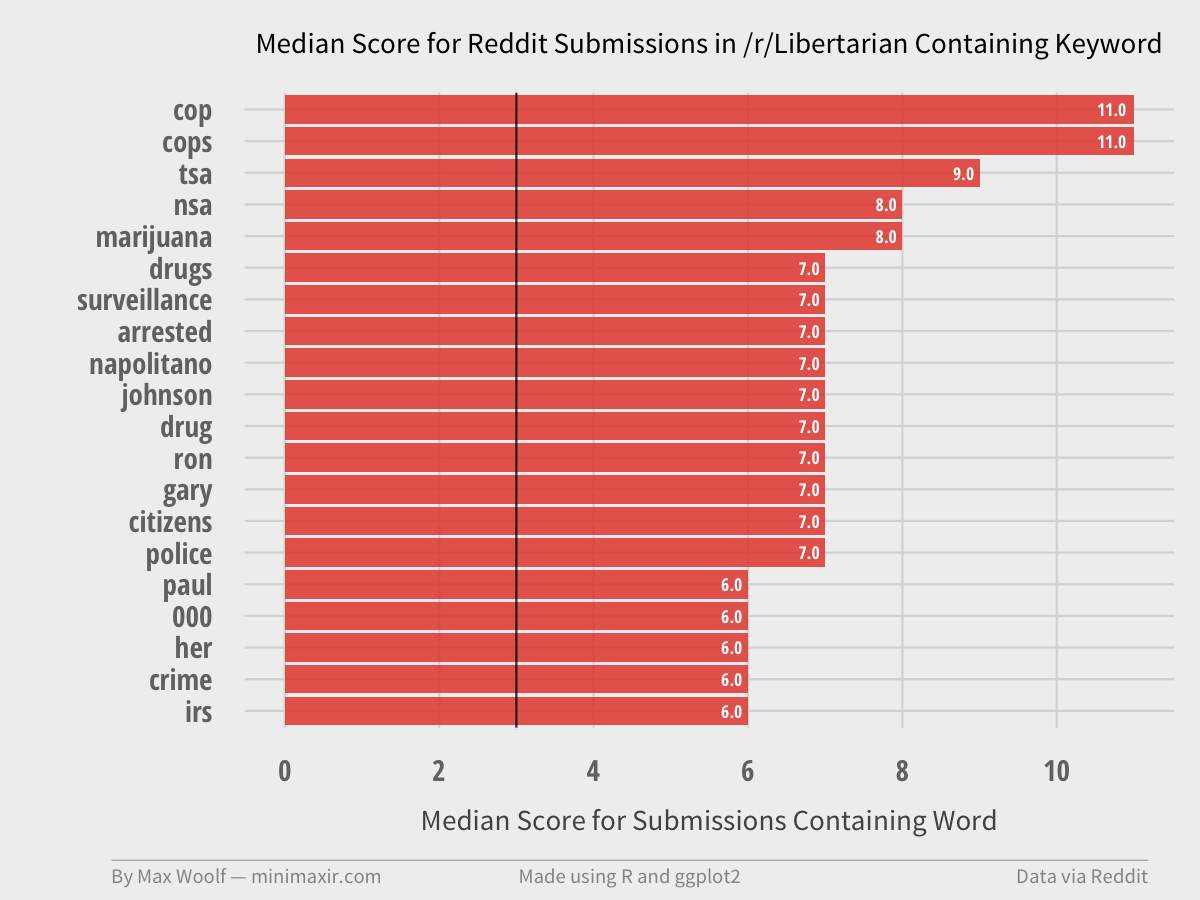 Median Score for Reddit Submissions in /r/Libertarian Containing Keyword
cop 11.0
cops 11.0
tsa 9.0
nsa 8.0
marijuana 8.0
drugs 7.0
surveillance 7.0
arrested 7.0
napolitano 7.0
johnson 7.0
drug 7.0
ron 7.0
gary 7.0
citizens 7.0
police 7.0
paul 6.0
000 6.0
her 6.0
crime 6.0
irs 6.0
0 2 4 6 8 10
Median Score for Submissions Containing Word
By Max Woolf — minimaxir.com Made using R and ggplot2 Data via Reddit